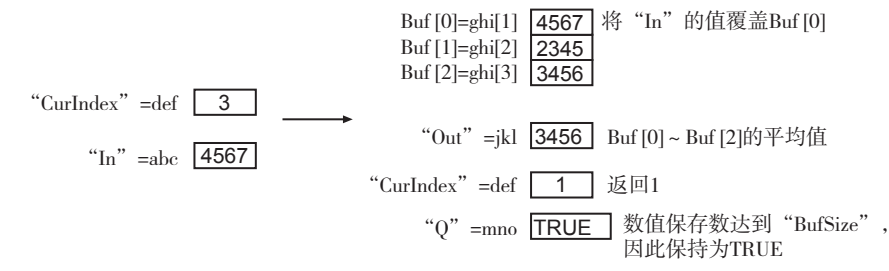 Buf [0]=ghi[1] 4567 将“In”的值覆盖Buf [0]
Buf [1]=ghi[2] 2345
Buf [2]=ghi[3] 3456
“CurIndex”=def 3
“In”=abc 4567
“Out”=jkl 3456 Buf [0] ~ Buf [2]的平均值
“CurIndex”=def 1 返回1
“Q”=mno TRUE 数值保存数达到“BufSize”,
因此保持为TRUE